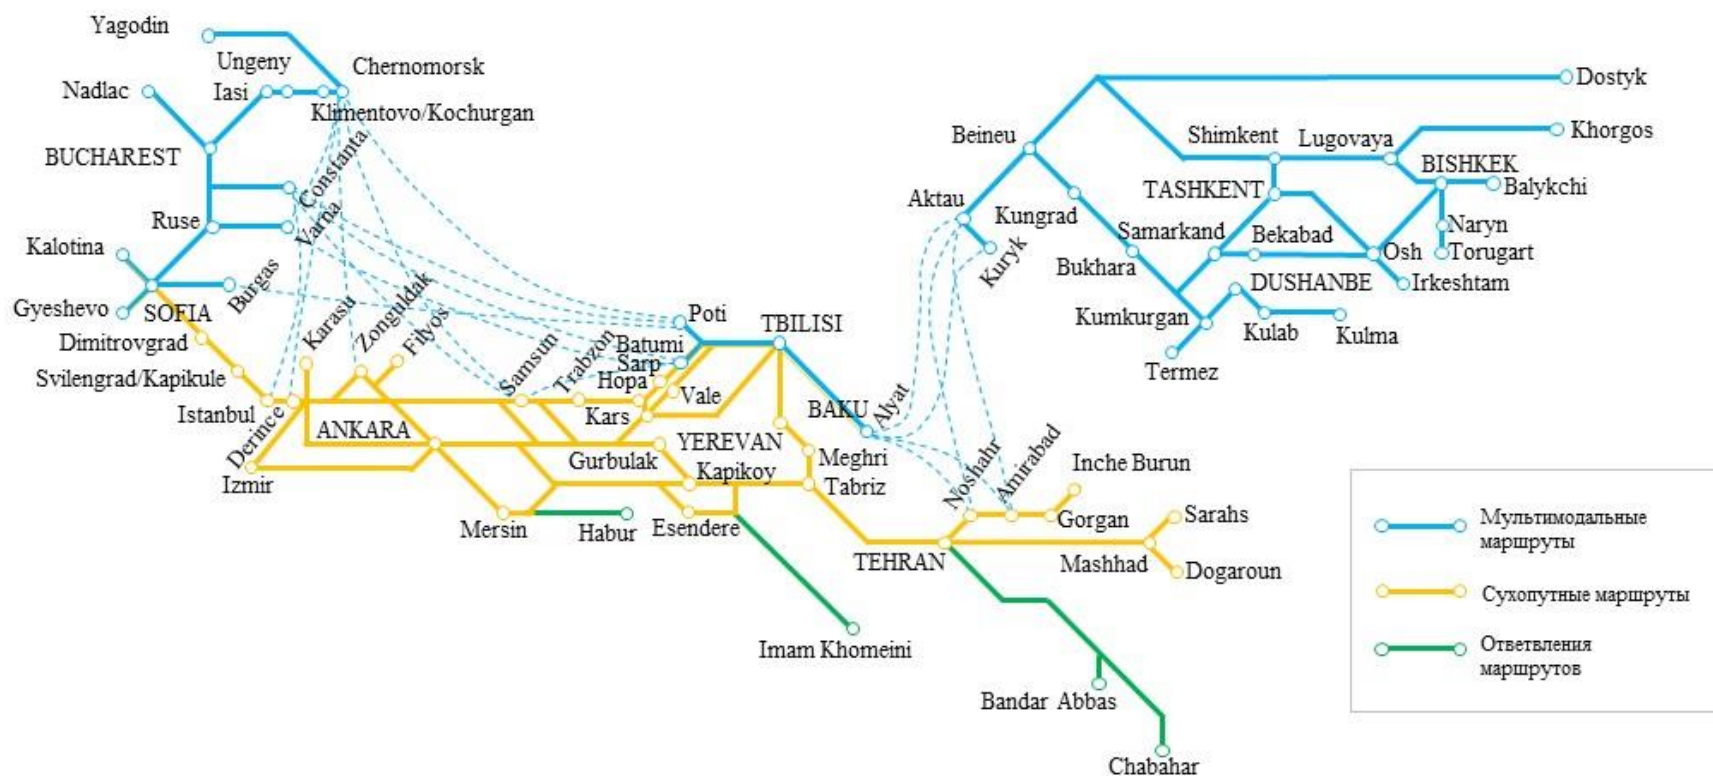 Yagodin
Ungeny
Chernomorsk
Nadlac
Iasi
Klimentovo/Kochurgan
BUCHAREST
Constanta
Ruse
Varna
Kalotina
Burgas
Gyeshevo
SOFIA
Dimitrovgrad
Svilengrad/Kapikule
Istanbul
Derince
Izmir
Karasu
Zonguldak
Filyos
ANKARA
Samsun
Trabzon
Poti
Batumi
Sarp
Hopa
Vale
Kars
TBILISI
BAKU
Alyat
YEREVAN
Gurbulak
Kapikoy
Meghri
Tabriz
Mersin
Habur
Esendere
Imam Khomeini
TEHRAN
Noshahr
Amirabad
Inche Burun
Gorgan
Sarahs
Mashhad
Dogaroun
Bandar Abbas
Chabahar
Dostyk
Beineu
Shimkent
Lugovaya
Khorgos
BISHKEK
TASHKENT
Balykchi
Aktau
Kungrad
Kuryk
Samarkand
Bekabad
Naryn
Osh
Torugart
Bukhara
DUSHANBE
Irkeshtam
Kumkurgan
Kulab
Kulma
Termez
Мультимодальные
маршруты
Сухопутные маршруты
Ответвления
маршрутов